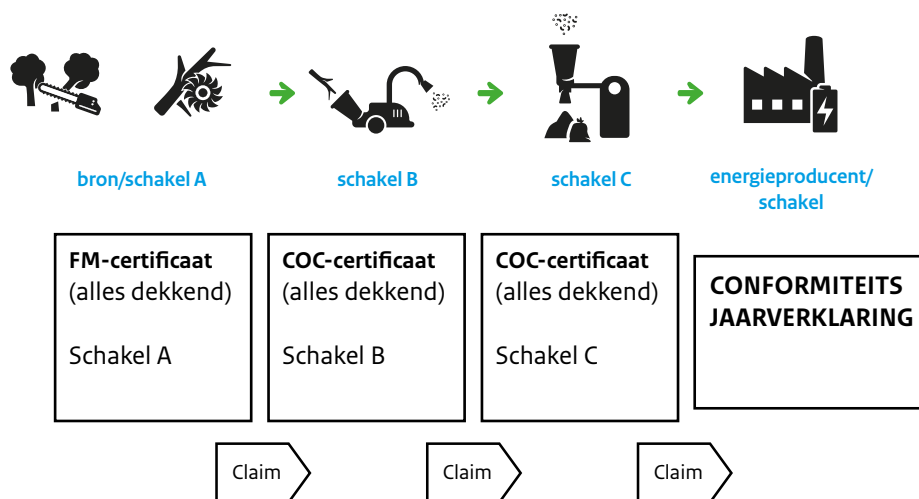 bron/schakel A
schakel B
schakel C
energieproducent/
schakel
FM-certificaat
(alles dekkend)
Schakel A
COC-certificaat
(alles dekkend)
Schakel B
COC-certificaat
(alles dekkend)
Schakel C
CONFORMITEITS
JAARVERKLARING
Claim
Claim
Claim